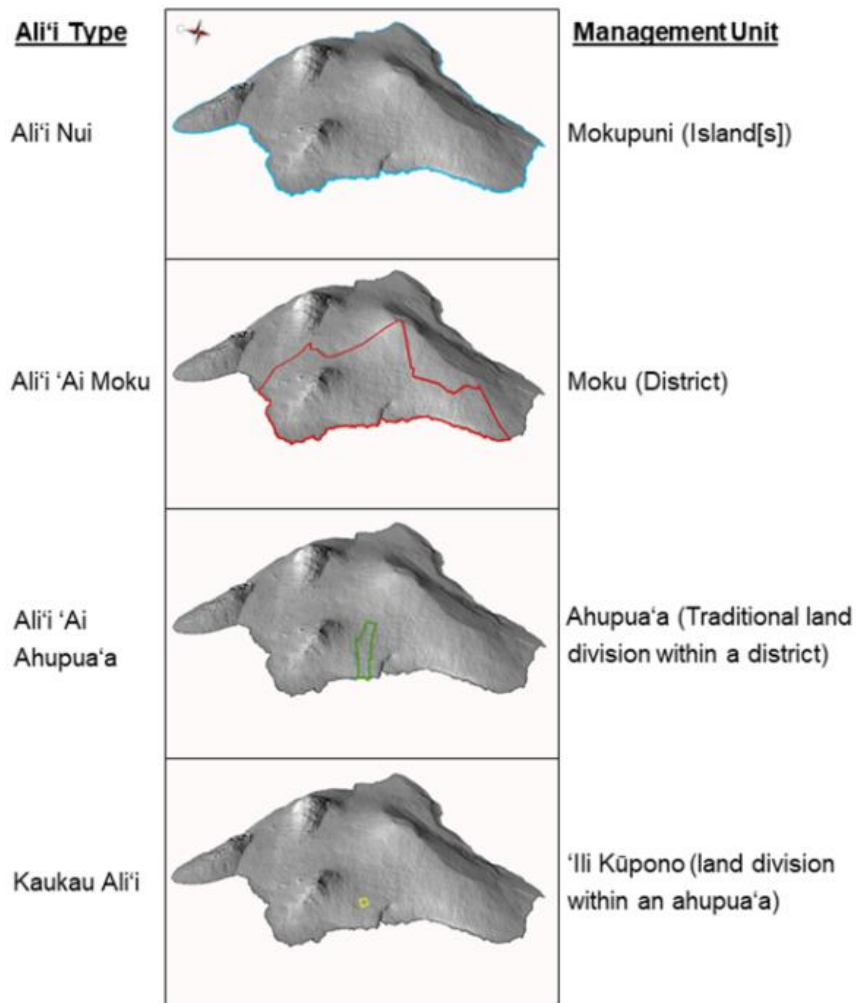 Ali‘i Type
Management Unit
Ali‘i Nui
Mokupuni (Island[s])
Ali‘i ‘Ai Moku
Moku (District)
Ali‘i ‘Ai
Ahupua‘a
Ahupua‘a (Traditional land
division within a district)
Kaukau Ali‘i
‘Ili Kūpono (land division
within an ahupua‘a)